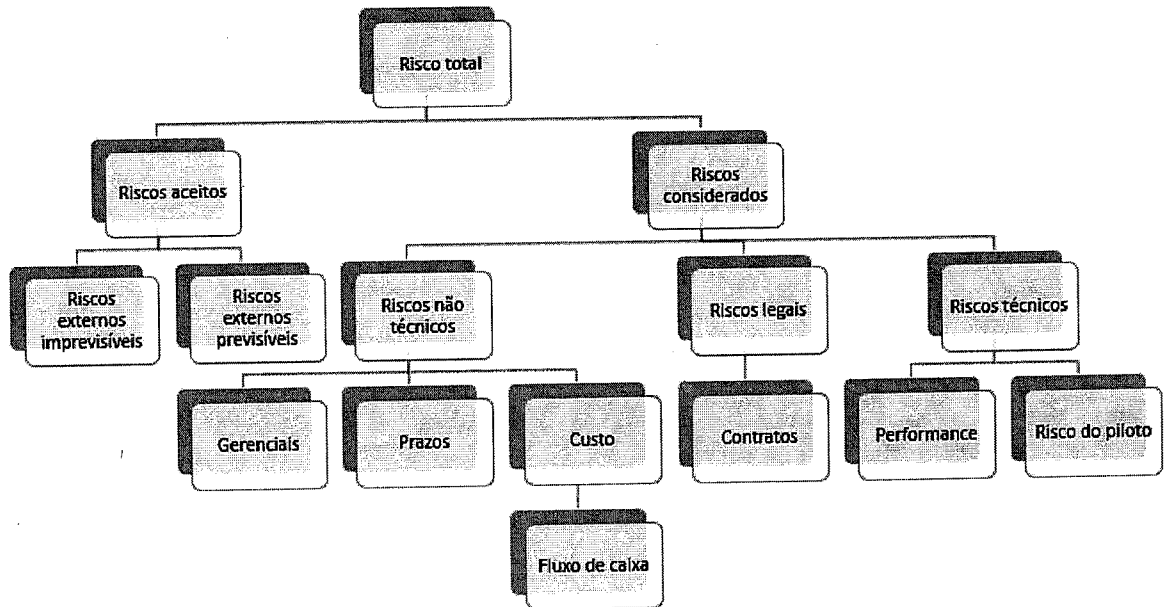 Risco total
Riscos aceitos
Riscos
considerados
Riscos
externos
imprevisíveis
Riscos
externos
previsíveis
Riscos não
técnicos
Riscos legais
Riscos técnicos
Gerenciais
Prazos
Custo
Contratos
Performance
Risco do piloto
Fluxo de caixa